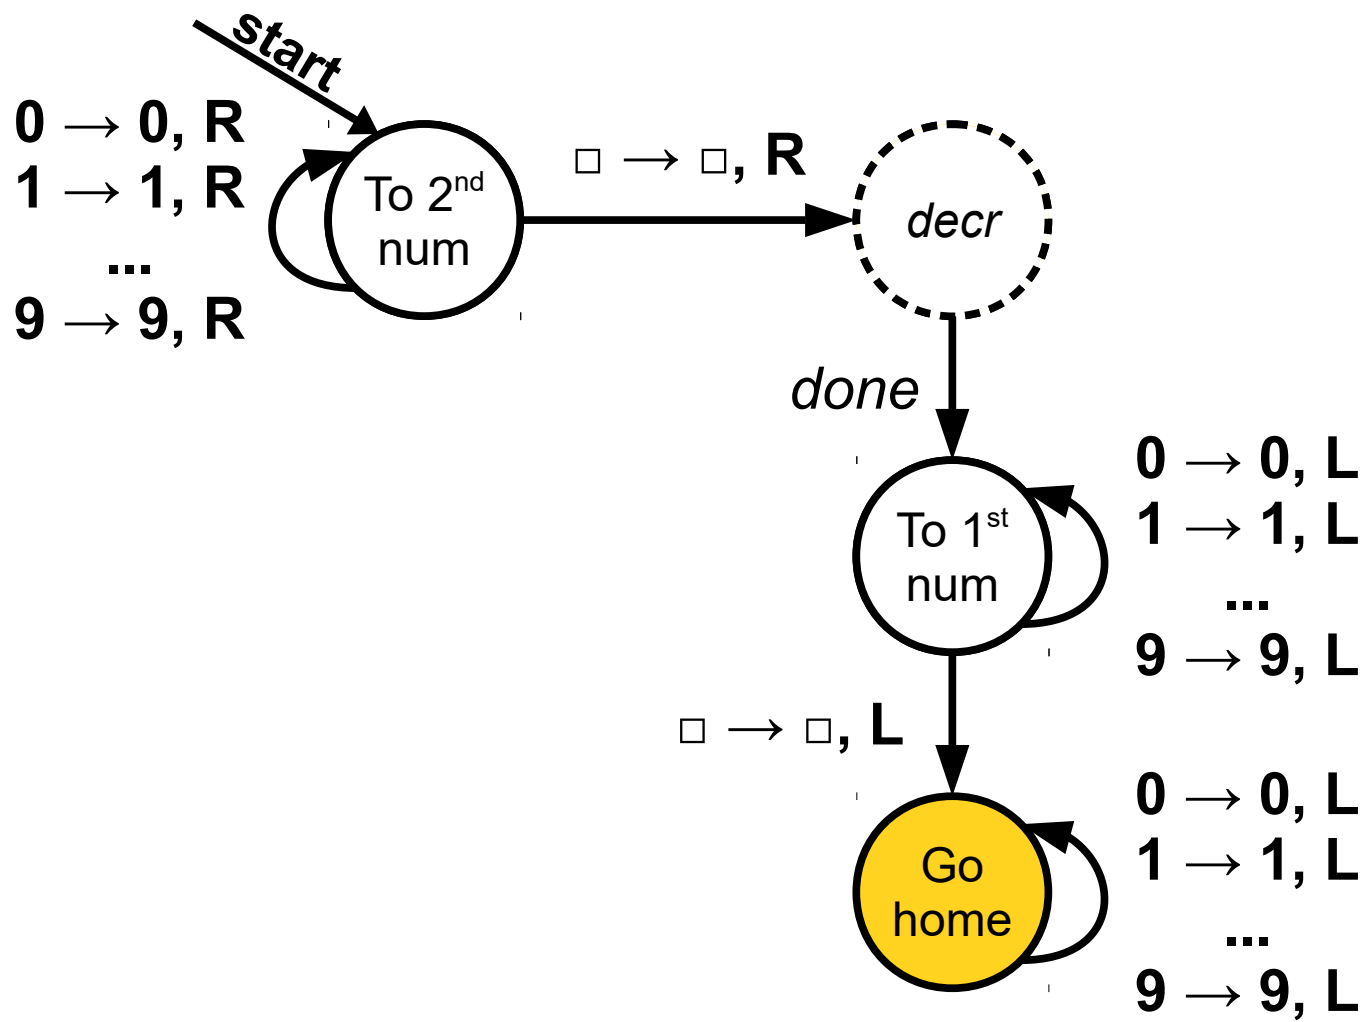 start
0 → 0, R
1 → 1, R
...
9 → 9, R
To 2nd
num
□ → □, R
decr
done
To 1st
num
0 → 0, L
1 → 1, L
...
9 → 9, L
□ → □, L
Go
home
0 → 0, L
1 → 1, L
...
9 → 9, L